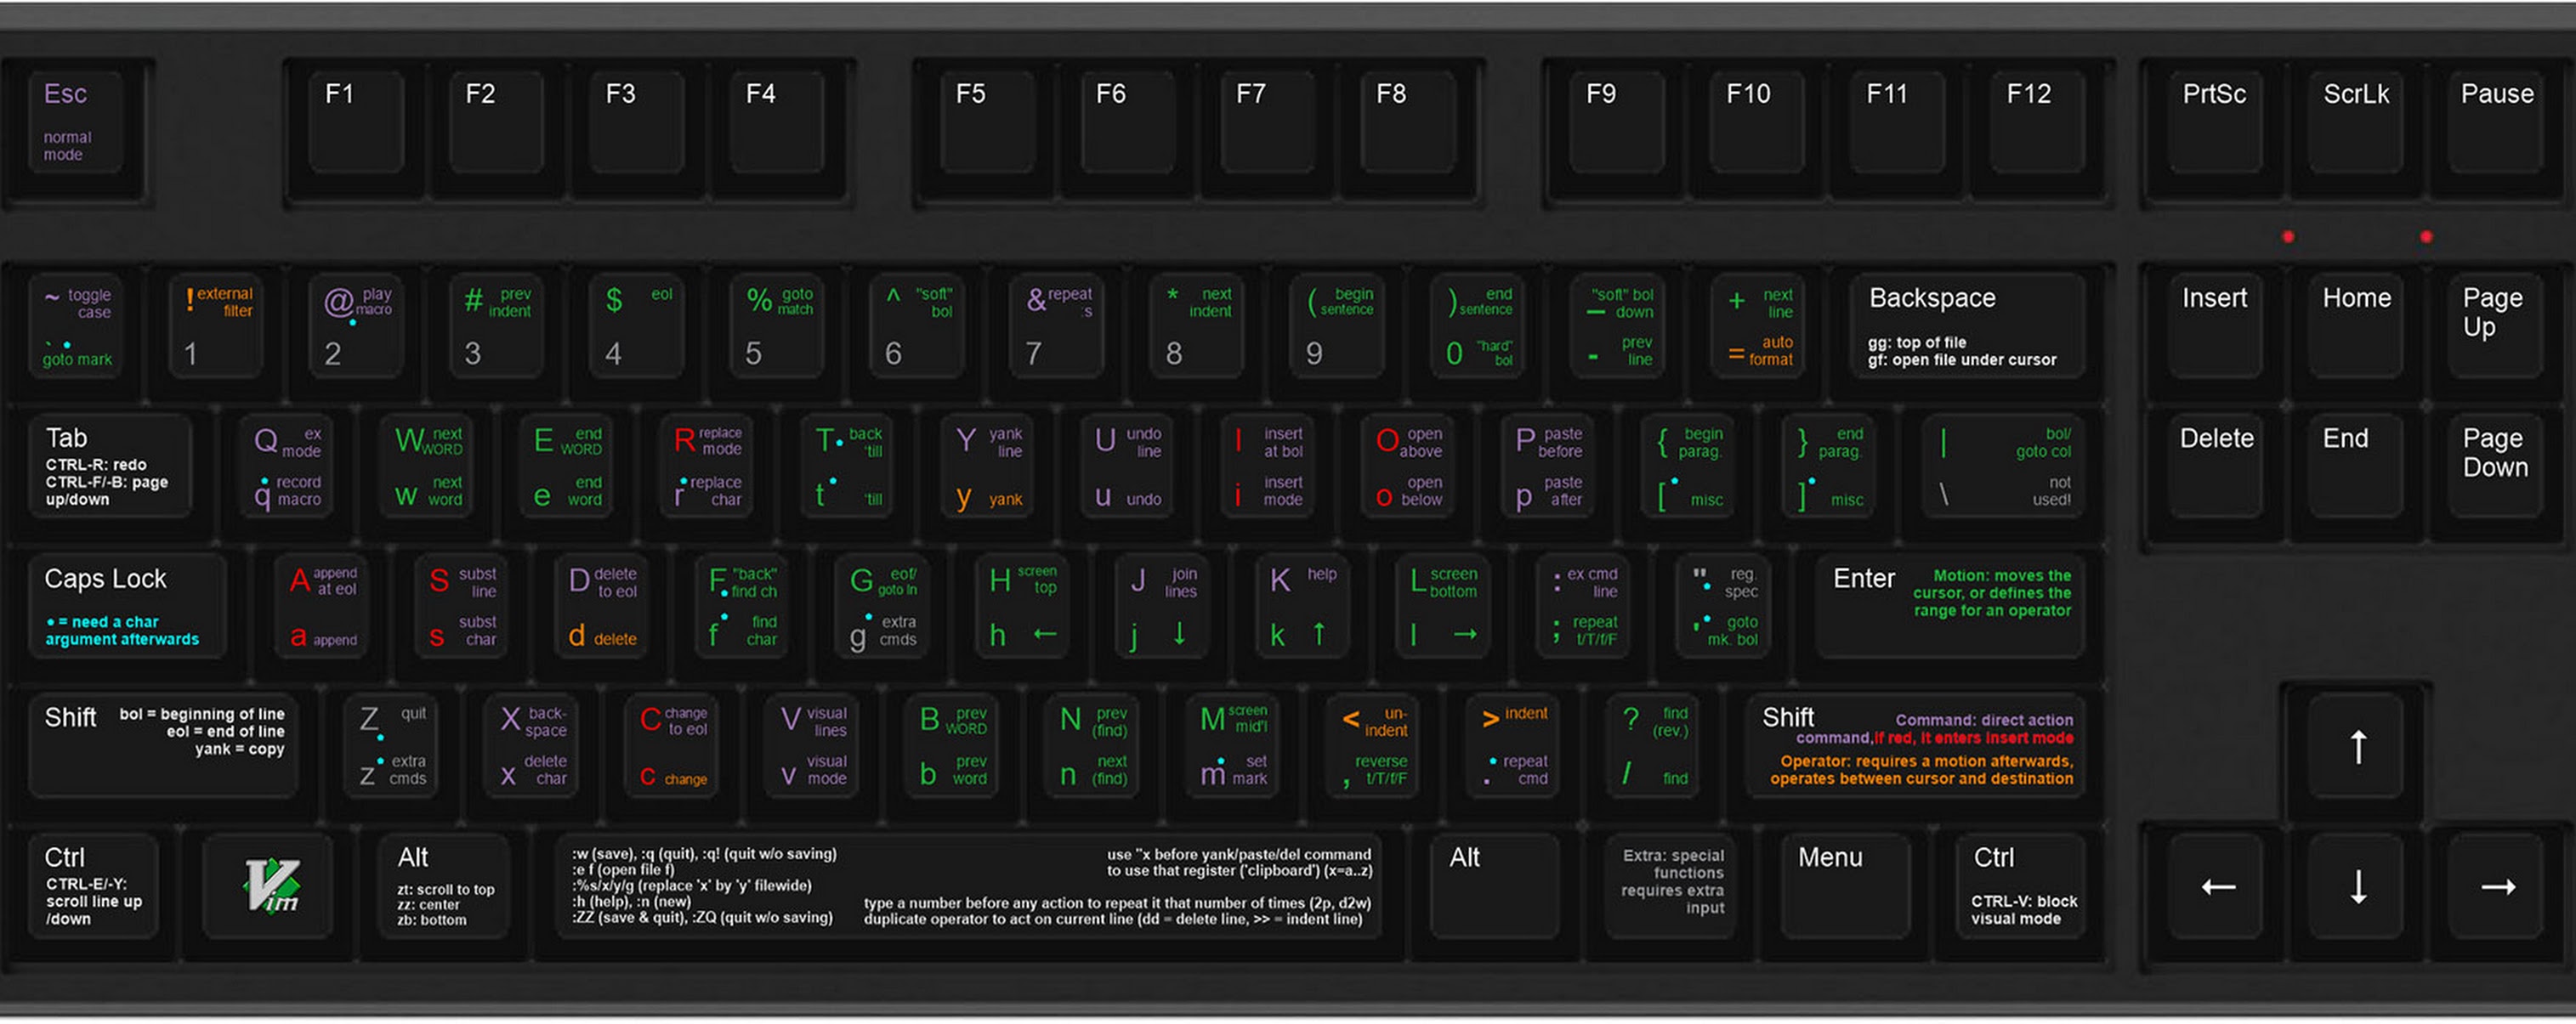 Esc
normal
mode
F1
F2
F3
F4
F5
F6
F7
F8
F9
F10
F11
F12
PrtSc
ScrLk
Pause
~ toggle
case
` goto mark
! external
filter
1
@ play
macro
2
# prev
indent
3
$ eol
4
% goto
match
5
^ "soft"
bol
6
& repeat
:s
7
* next
indent
8
( begin
sentence
9
) end
sentence
0 "hard"
bol
"soft" bol
_ down
- prev
line
+ next
line
= auto
format
Backspace
gg: top of file
gf: open file under cursor
Insert
Home
Page
Up
Tab
CTRL-R: redo
CTRL-F/-B: page
up/down
Q ex
mode
q record
macro
W next
WORD
w next
word
E end
WORD
e end
word
R replace
mode
r replace
char
T back
'till
t 'till
Y yank
line
y yank
U undo
line
u undo
I insert
at bol
i insert
mode
O open
above
o open
below
P paste
before
p paste
after
{ begin
parag.
[ misc
} end
parag.
] misc
| bol/
goto col
\ not
used!
Delete
End
Page
Down
Caps Lock
• = need a char
argument afterwards
A append
at eol
a append
S subst
line
s subst
char
D delete
to eol
d delete
F "back"
find ch
f find
char
G eof/
goto ln
g extra
cmds
H screen
top
h ←
J join
lines
j ↓
K help
k ↑
L screen
bottom
l →
: ex cmd
line
; repeat
t/T/f/F
" reg.
spec
' goto
mk. bol
Enter
Motion: moves the
cursor, or defines the
range for an operator
Shift
bol = beginning of line
eol = end of line
yank = copy
Z quit
z extra
cmds
X back-
space
x delete
char
C change
to eol
c change
V visual
lines
v visual
mode
B prev
WORD
b prev
word
N prev
(find)
n next
(find)
M screen
mid'l
m set
mark
< un-
indent
, reverse
t/T/f/F
> indent
. repeat
cmd
? find
(rev.)
/ find
Shift
Command: direct action
command,if red, it enters insert mode
Operator: requires a motion afterwards,
operates between cursor and destination
↑
Ctrl
CTRL-E/-Y:
scroll line up
/down
Vim
Alt
zt: scroll to top
zz: center
zb: bottom
:w (save), :q (quit), :q! (quit w/o saving)
:e f (open file f)
:%s/x/y/g (replace 'x' by 'y' filewide)
:h (help), :n (new)
:ZZ (save & quit), :ZQ (quit w/o saving)
use "x before yank/paste/del command
to use that register ('clipboard') (x=a..z)
type a number before any action to repeat it that number of times (2p, d2w)
duplicate operator to act on current line (dd = delete line, >> = indent line)
Alt
Extra: special
functions
requires extra
input
Menu
Ctrl
CTRL-V: block
visual mode
←
↓
→